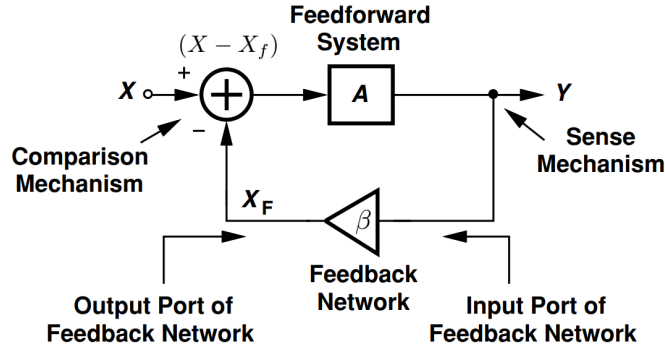 Feedforward
System
(X − X_f)
+
X
+
A
Y
−
Comparison
Mechanism
Sense
Mechanism
X_F
β
Feedback
Network
Output Port of
Feedback Network
Input Port of
Feedback Network